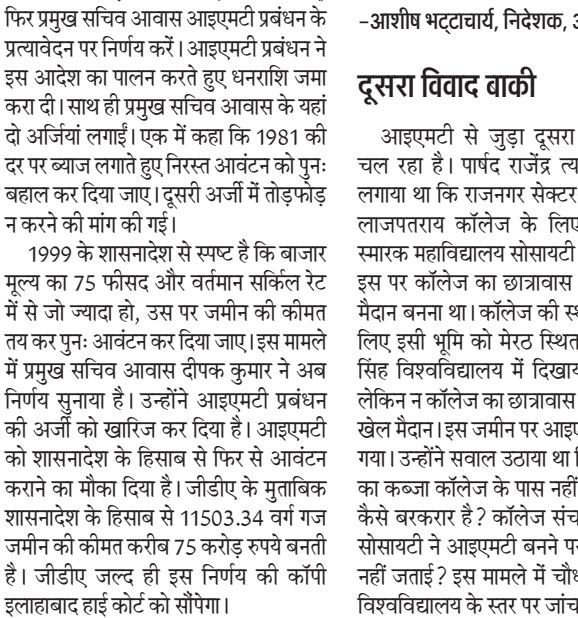 फिर प्रमुख सचिव आवास आइएमटी प्रबंधन के
प्रत्यावेदन पर निर्णय करें। आइएमटी प्रबंधन ने
इस आदेश का पालन करते हुए धनराशि जमा
करा दी। साथ ही प्रमुख सचिव आवास के यहां
दो अर्जियां लगाईं। एक में कहा कि 1981 की
दर पर ब्याज लगाते हुए निरस्त आवंटन को पुनः
बहाल कर दिया जाए। दूसरी अर्जी में तोड़फोड़
न करने की मांग की गई।
1999 के शासनादेश से स्पष्ट है कि बाजार
मूल्य का 75 फीसद और वर्तमान सर्किल रेट
में से जो ज्यादा हो, उस पर जमीन की कीमत
तय कर पुनः आवंटन कर दिया जाए। इस मामले
में प्रमुख सचिव आवास दीपक कुमार ने अब
निर्णय सुनाया है। उन्होंने आइएमटी प्रबंधन
की अर्जी को खारिज कर दिया है। आइएमटी
को शासनादेश के हिसाब से फिर से आवंटन
कराने का मौका दिया है। जीडीए के मुताबिक
शासनादेश के हिसाब से 11503.34 वर्ग गज
जमीन की कीमत करीब 75 करोड़ रुपये बनती
है। जीडीए जल्द ही इस निर्णय की कॉपी
इलाहाबाद हाई कोर्ट को सौंपेगा।
-आशीष भट्टाचार्य, निदेशक,
दूसरा विवाद बाकी
आइएमटी से जुड़ा दूसरा
चल रहा है। पार्षद राजेंद्र
लगाया था कि राजनगर सेक्टर
लाजपतराय कॉलेज के लिए
स्मारक महाविद्यालय सोसायटी
इस पर कॉलेज का छात्रावास
मैदान बनना था। कॉलेज की
लिए इसी भूमि को मेरठ स्थित
सिंह विश्वविद्यालय में
लेकिन न कॉलेज का छात्रावास
खेल मैदान। इस जमीन पर
गया। उन्होंने सवाल उठाया था
का कब्जा कॉलेज के पास नहीं
कैसे बरकरार है? कॉलेज
सोसायटी ने आइएमटी बनने
नहीं जताई? इस मामले में
विश्वविद्यालय के स्तर पर